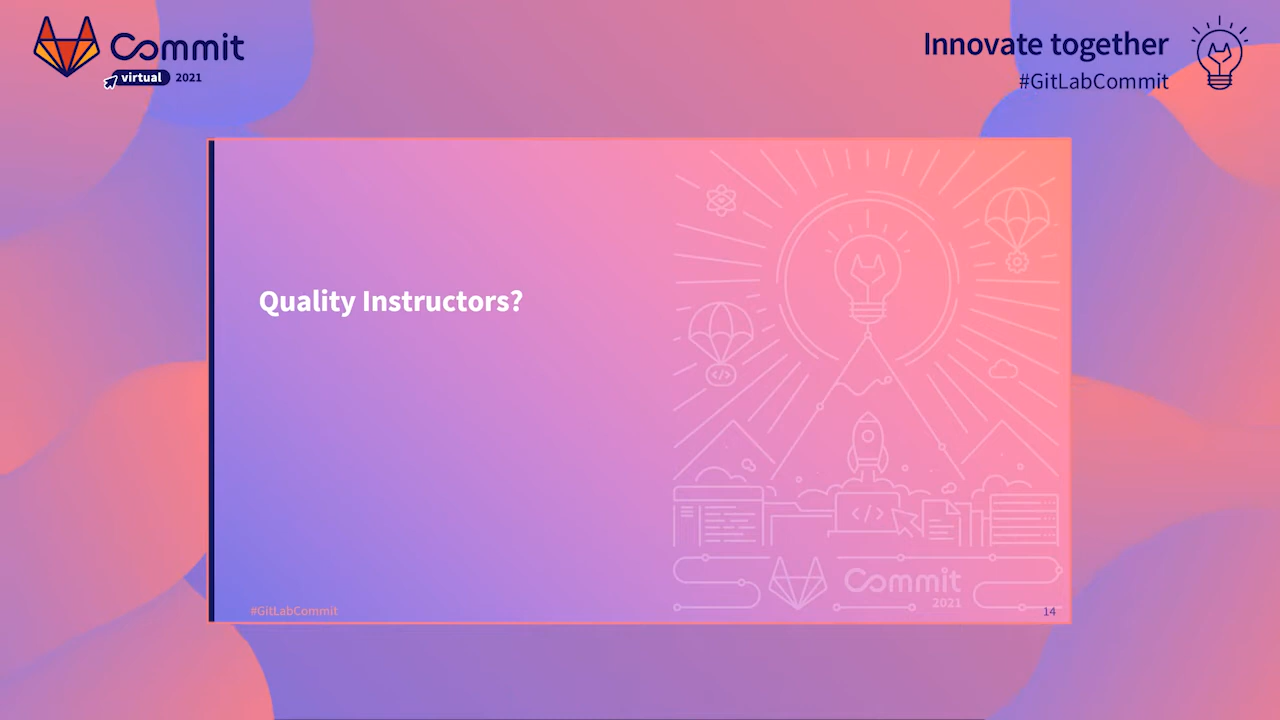 Commit
virtual 2021
Innovate together
#GitLabCommit
Quality Instructors?
</>
</>
Commit
2021
#GitLabCommit
14